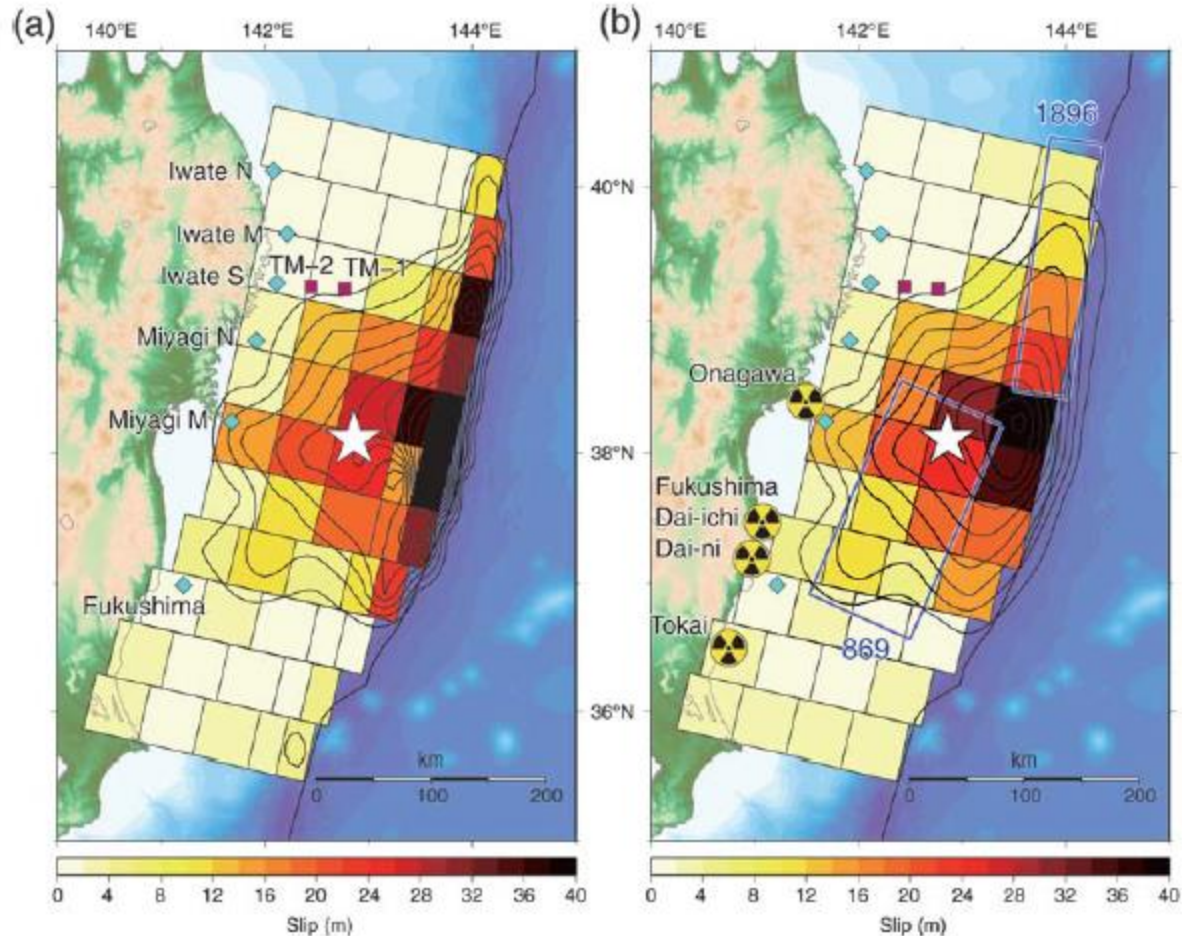 (a)
140°E 142°E 144°E
Iwate N
Iwate M
Iwate S TM-2 TM-1
Miyagi N
Miyagi M
Fukushima
40°N
38°N
36°N
km
0 100 200
0 4 8 12 16 20 24 28 32 36 40
Slip (m)
(b)
140°E 142°E 144°E
1896
Onagawa
Fukushima
Dai-ichi
Dai-ni
Tokai
869
km
0 100 200
0 4 8 12 16 20 24 28 32 36 40
Slip (m)